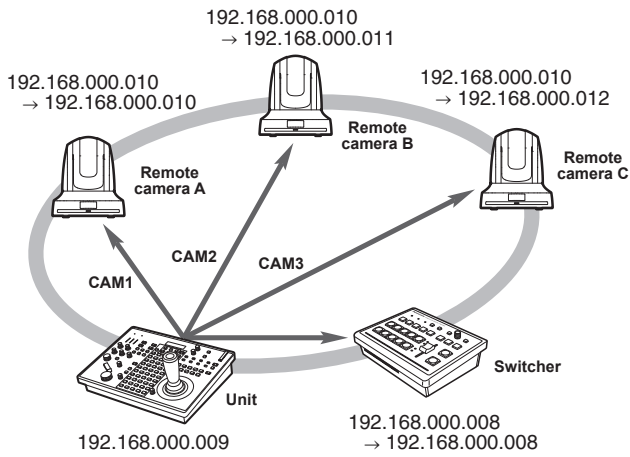 192.168.000.010
→ 192.168.000.011
192.168.000.010
→ 192.168.000.010
192.168.000.010
→ 192.168.000.012
Remote
camera A
Remote
camera B
Remote
camera C
CAM1
CAM2
CAM3
Unit
Switcher
192.168.000.009
192.168.000.008
→ 192.168.000.008